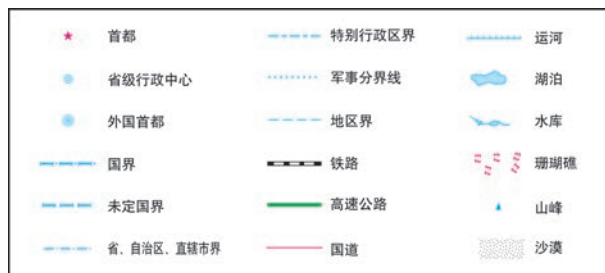 首都
省级行政中心
外国首都
国界
未定国界
省、自治区、直辖市界
特别行政区界
军事分界线
地区界
铁路
高速公路
国道
运河
湖泊
水库
珊瑚礁
山峰
沙漠